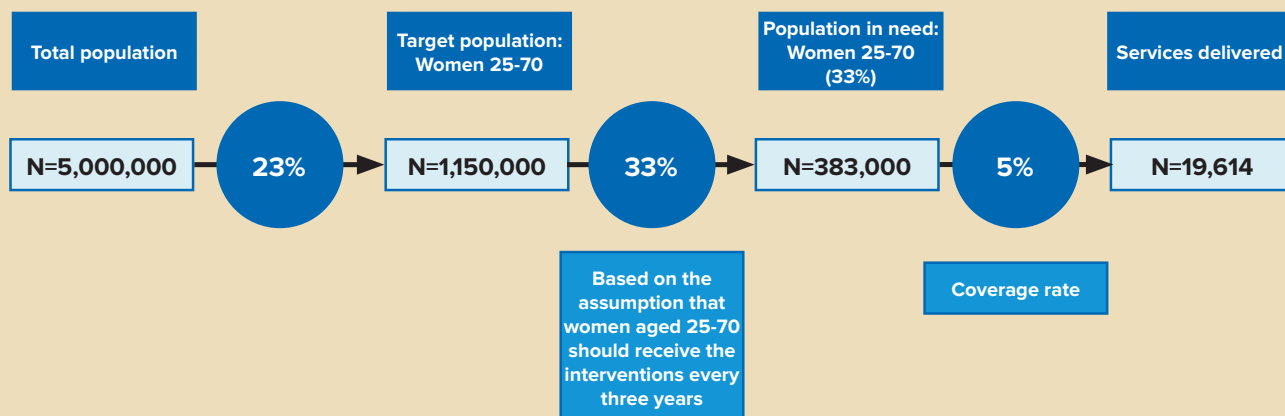 Total population
Target population:
Women 25-70
Population in need:
Women 25-70
(33%)
Services delivered
N=5,000,000
23%
N=1,150,000
33%
N=383,000
5%
N=19,614
Based on the
assumption that
women aged 25-70
should receive the
interventions every
three years
Coverage rate